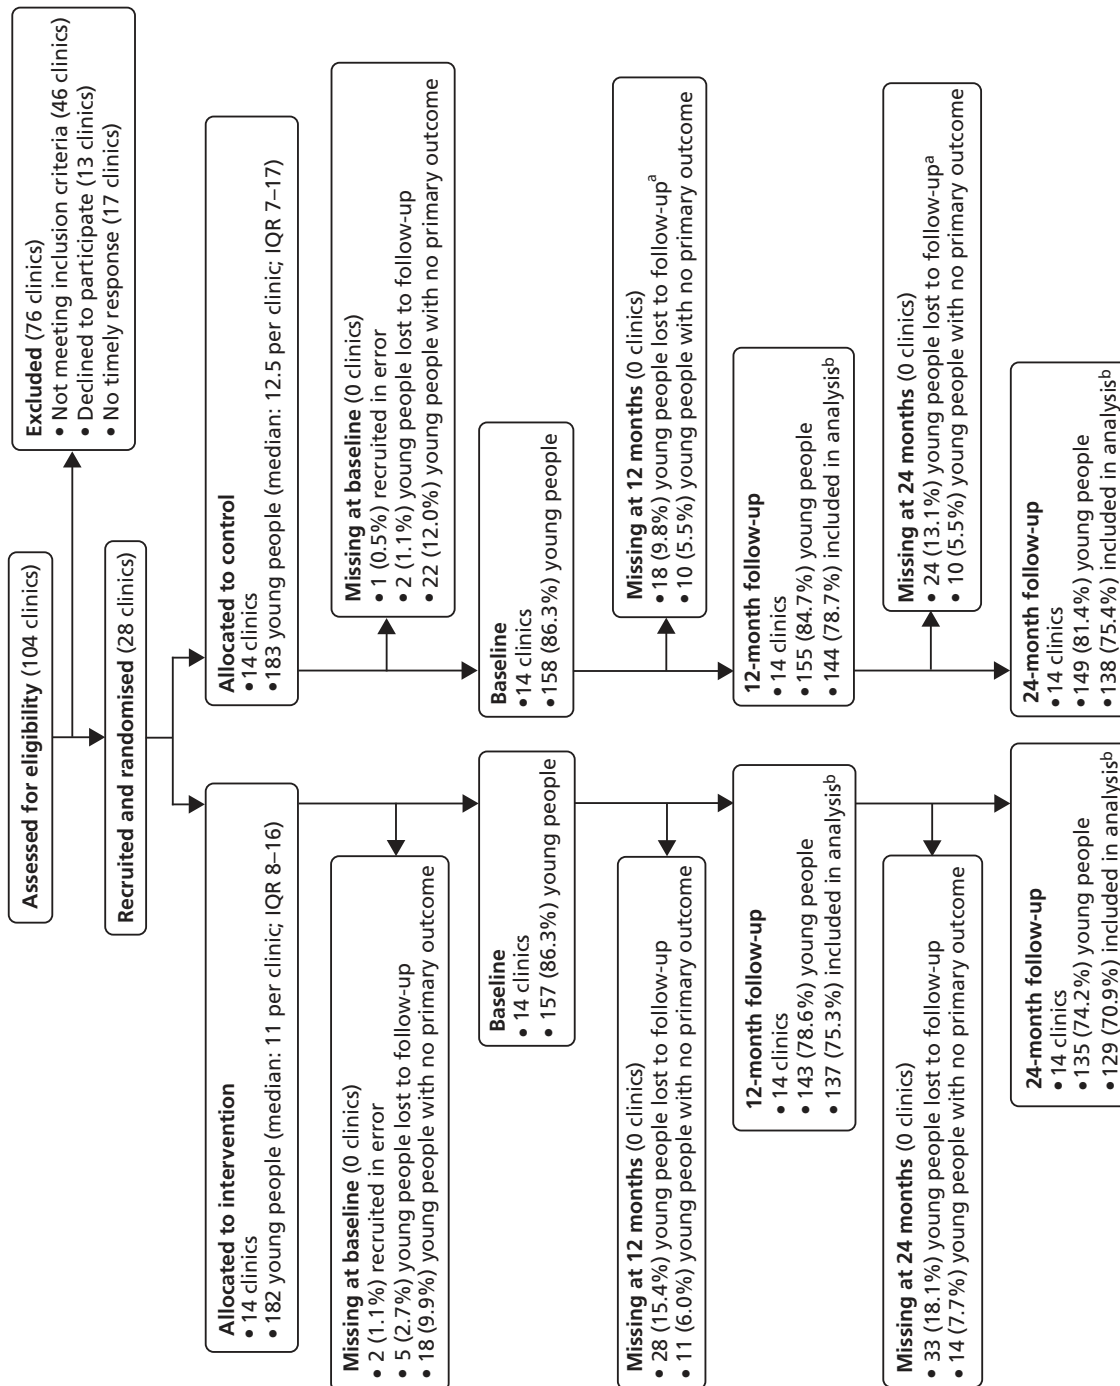 Assessed for eligibility (104 clinics)
Excluded (76 clinics)
• Not meeting inclusion criteria (46 clinics)
• Declined to participate (13 clinics)
• No timely response (17 clinics)
Recruited and randomised (28 clinics)
Allocated to intervention
• 14 clinics
• 182 young people (median: 11 per clinic; IQR 8–16)
Allocated to control
• 14 clinics
• 183 young people (median: 12.5 per clinic; IQR 7–17)
Missing at baseline (0 clinics)
• 2 (1.1%) recruited in error
• 5 (2.7%) young people lost to follow-up
• 18 (9.9%) young people with no primary outcome
Missing at baseline (0 clinics)
• 1 (0.5%) recruited in error
• 2 (1.1%) young people lost to follow-up
• 22 (12.0%) young people with no primary outcome
Baseline
• 14 clinics
• 157 (86.3%) young people
Baseline
• 14 clinics
• 158 (86.3%) young people
Missing at 12 months (0 clinics)
• 28 (15.4%) young people lost to follow-up
• 11 (6.0%) young people with no primary outcome
Missing at 12 months (0 clinics)
• 18 (9.8%) young people lost to follow-upᵃ
• 10 (5.5%) young people with no primary outcome
12-month follow-up
• 14 clinics
• 143 (78.6%) young people
• 137 (75.3%) included in analysisᵇ
12-month follow-up
• 14 clinics
• 155 (84.7%) young people
• 144 (78.7%) included in analysisᵇ
Missing at 24 months (0 clinics)
• 33 (18.1%) young people lost to follow-up
• 14 (7.7%) young people with no primary outcome
Missing at 24 months (0 clinics)
• 24 (13.1%) young people lost to follow-upᵃ
• 10 (5.5%) young people with no primary outcome
24-month follow-up
• 14 clinics
• 135 (74.2%) young people
• 129 (70.9%) included in analysisᵇ
24-month follow-up
• 14 clinics
• 149 (81.4%) young people
• 138 (75.4%) included in analysisᵇ